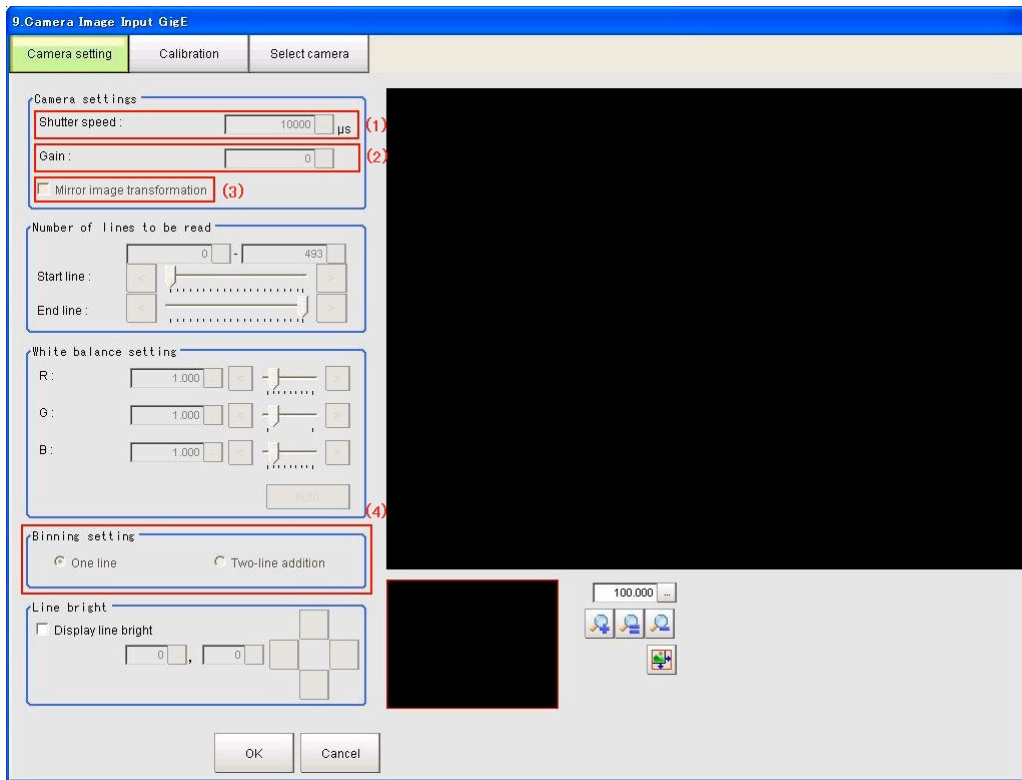 9.Camera Image Input GigE
Camera setting Calibration Select camera
Camera settings
Shutter speed : 10000 . µs (1)
Gain : 0 (2)
Mirror image transformation (3)
Number of lines to be read
0 - 493
Start line : < >
End line : < >
White balance setting
R : 1.000 < >
G : 1.000 < >
B : 1.000 < >
Auto
(4)
Binning setting
One line Two-line addition
Line bright
Display line bright
0 , 0
100.000 ...
OK Cancel